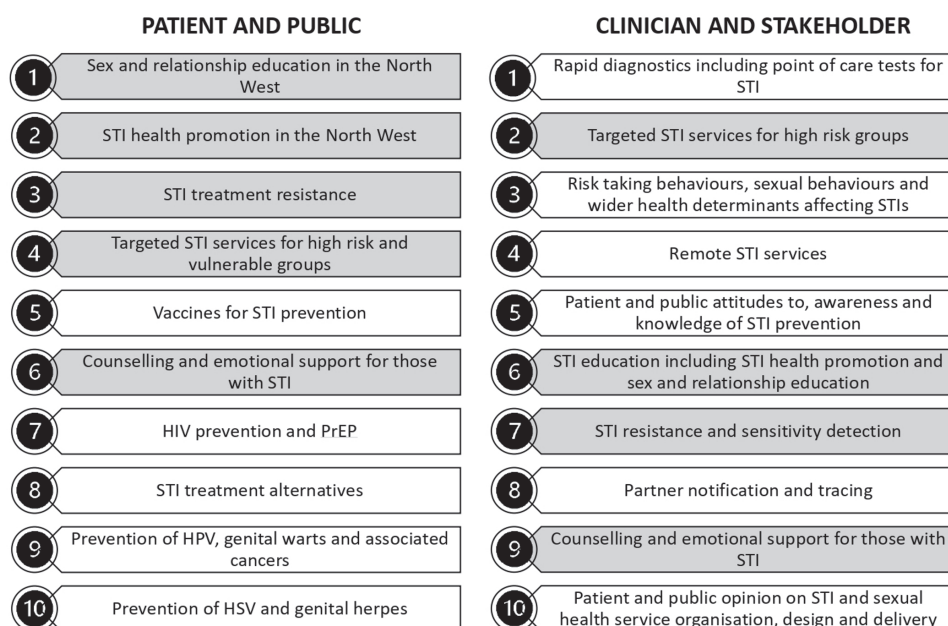 PATIENT AND PUBLIC
1
Sex and relationship education in the North
West
2
STI health promotion in the North West
3
STI treatment resistance
4
Targeted STI services for high risk and
vulnerable groups
5
Vaccines for STI prevention
6
Counselling and emotional support for those
with STI
7
HIV prevention and PrEP
8
STI treatment alternatives
9
Prevention of HPV, genital warts and associated
cancers
10
Prevention of HSV and genital herpes
CLINICIAN AND STAKEHOLDER
1
Rapid diagnostics including point of care tests for
STI
2
Targeted STI services for high risk groups
3
Risk taking behaviours, sexual behaviours and
wider health determinants affecting STIs
4
Remote STI services
5
Patient and public attitudes to, awareness and
knowledge of STI prevention
6
STI education including STI health promotion and
sex and relationship education
7
STI resistance and sensitivity detection
8
Partner notification and tracing
9
Counselling and emotional support for those with
STI
10
Patient and public opinion on STI and sexual
health service organisation, design and delivery